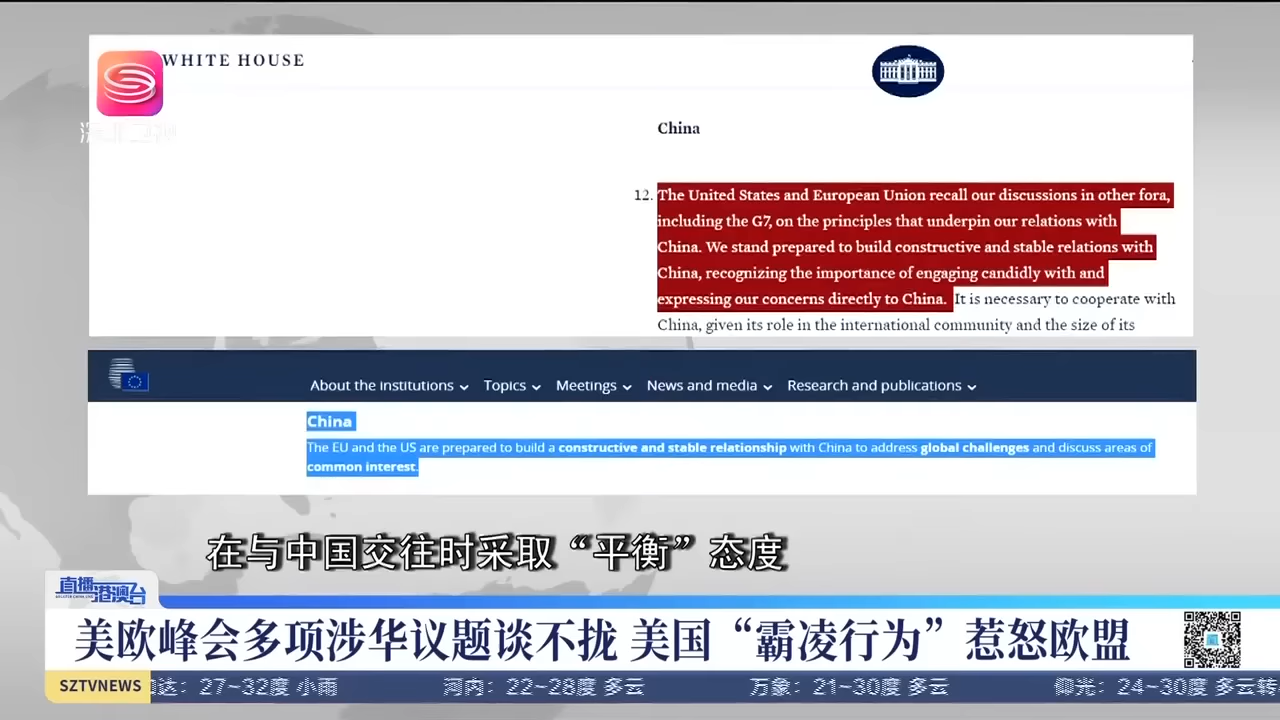 WHITE HOUSE
China
12. The United States and European Union recall our discussions in other fora,
including the G7, on the principles that underpin our relations with
China. We stand prepared to build constructive and stable relations with
China, recognizing the importance of engaging candidly with and
expressing our concerns directly to China. It is necessary to cooperate with
China, given its role in the international community and the size of its
About the institutions Topics Meetings News and media Research and publications
China
The EU and the US are prepared to build a constructive and stable relationship with China to address global challenges and discuss areas of
common interest.
在与中国交往时采取“平衡”态度
直播港澳台
美欧峰会多项涉华议题谈不拢 美国“霸凌行为”惹怒欧盟
SZTVNEWS
27~32度 小雨 河内：22~29度 多云 万象：21~30度 多云 仰光：24~30度 多云转